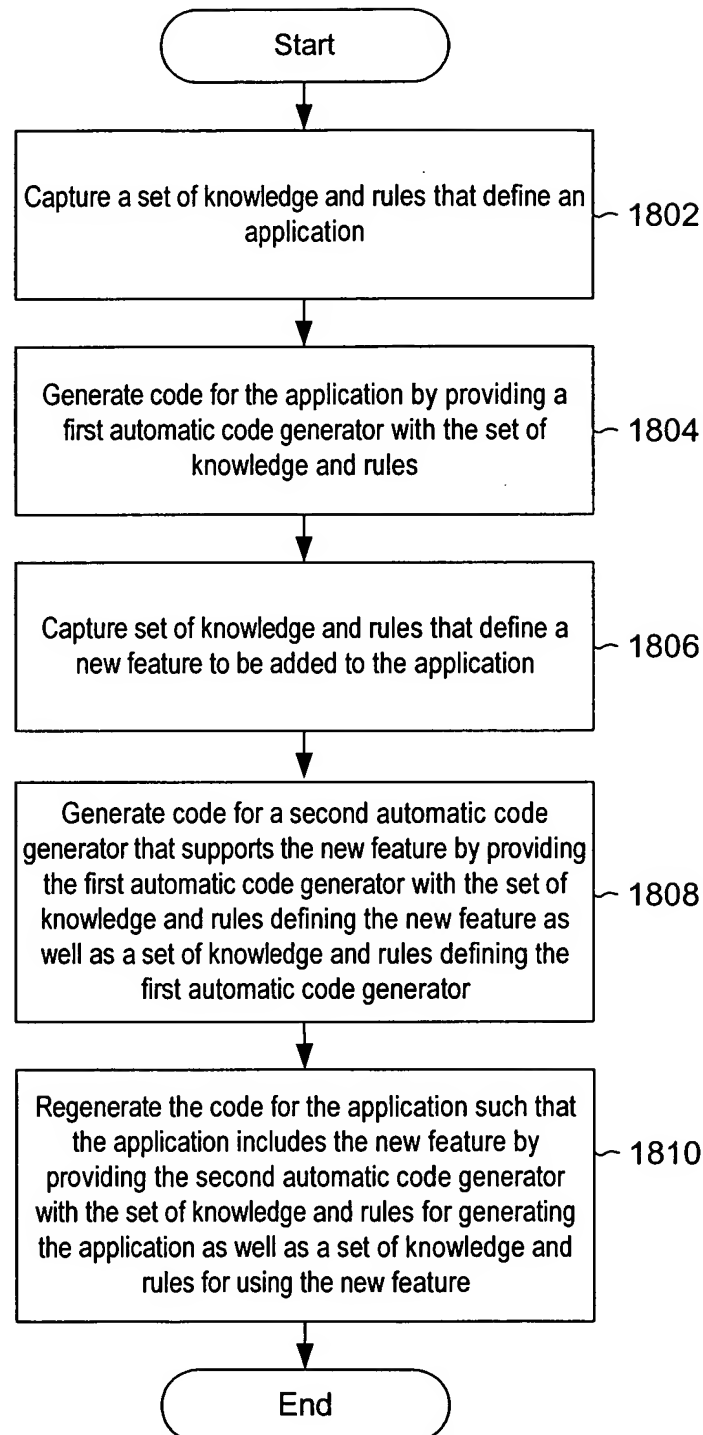 Start
Capture a set of knowledge and rules that define an
application
1802
Generate code for the application by providing a
first automatic code generator with the set of
knowledge and rules
1804
Capture set of knowledge and rules that define a
new feature to be added to the application
1806
Generate code for a second automatic code
generator that supports the new feature by providing
the first automatic code generator with the set of
knowledge and rules defining the new feature as
well as a set of knowledge and rules defining the
first automatic code generator
1808
Regenerate the code for the application such that
the application includes the new feature by
providing the second automatic code generator
with the set of knowledge and rules for generating
the application as well as a set of knowledge and
rules for using the new feature
1810
End